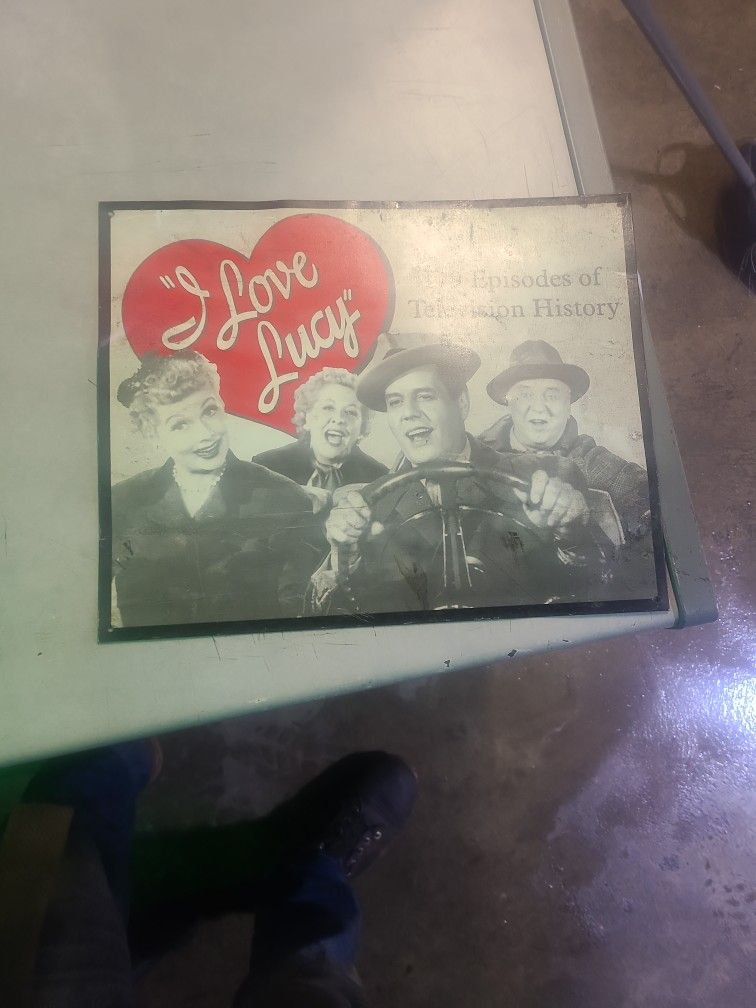 "I Love
Lucy"
Episodes of
Television History